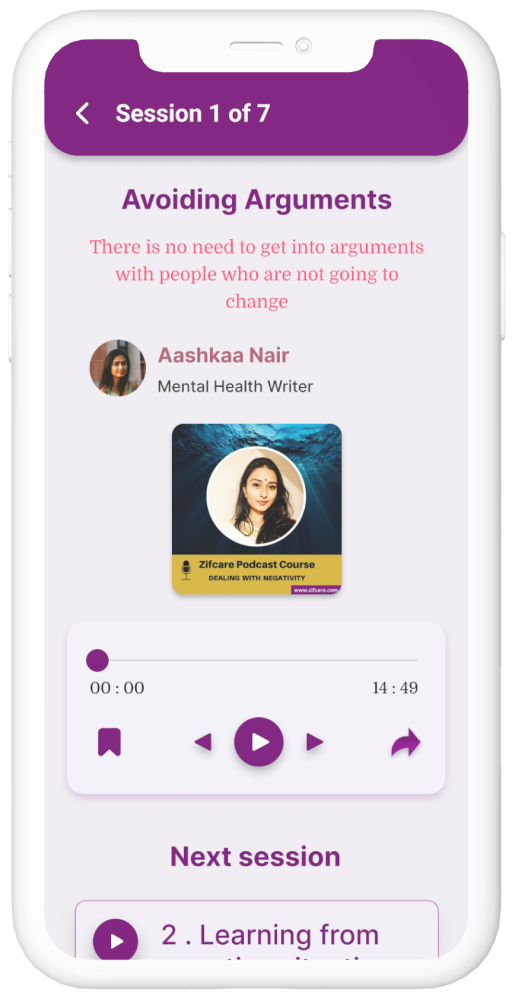 Session 1 of 7
Avoiding Arguments
There is no need to get into arguments
with people who are not going to
change
Aashkaa Nair
Mental Health Writer
Zifcare Podcast Course
DEALING WITH NEGATIVITY
www.zifcare.com
00 : 00
14 : 49
Next session
2 . Learning from